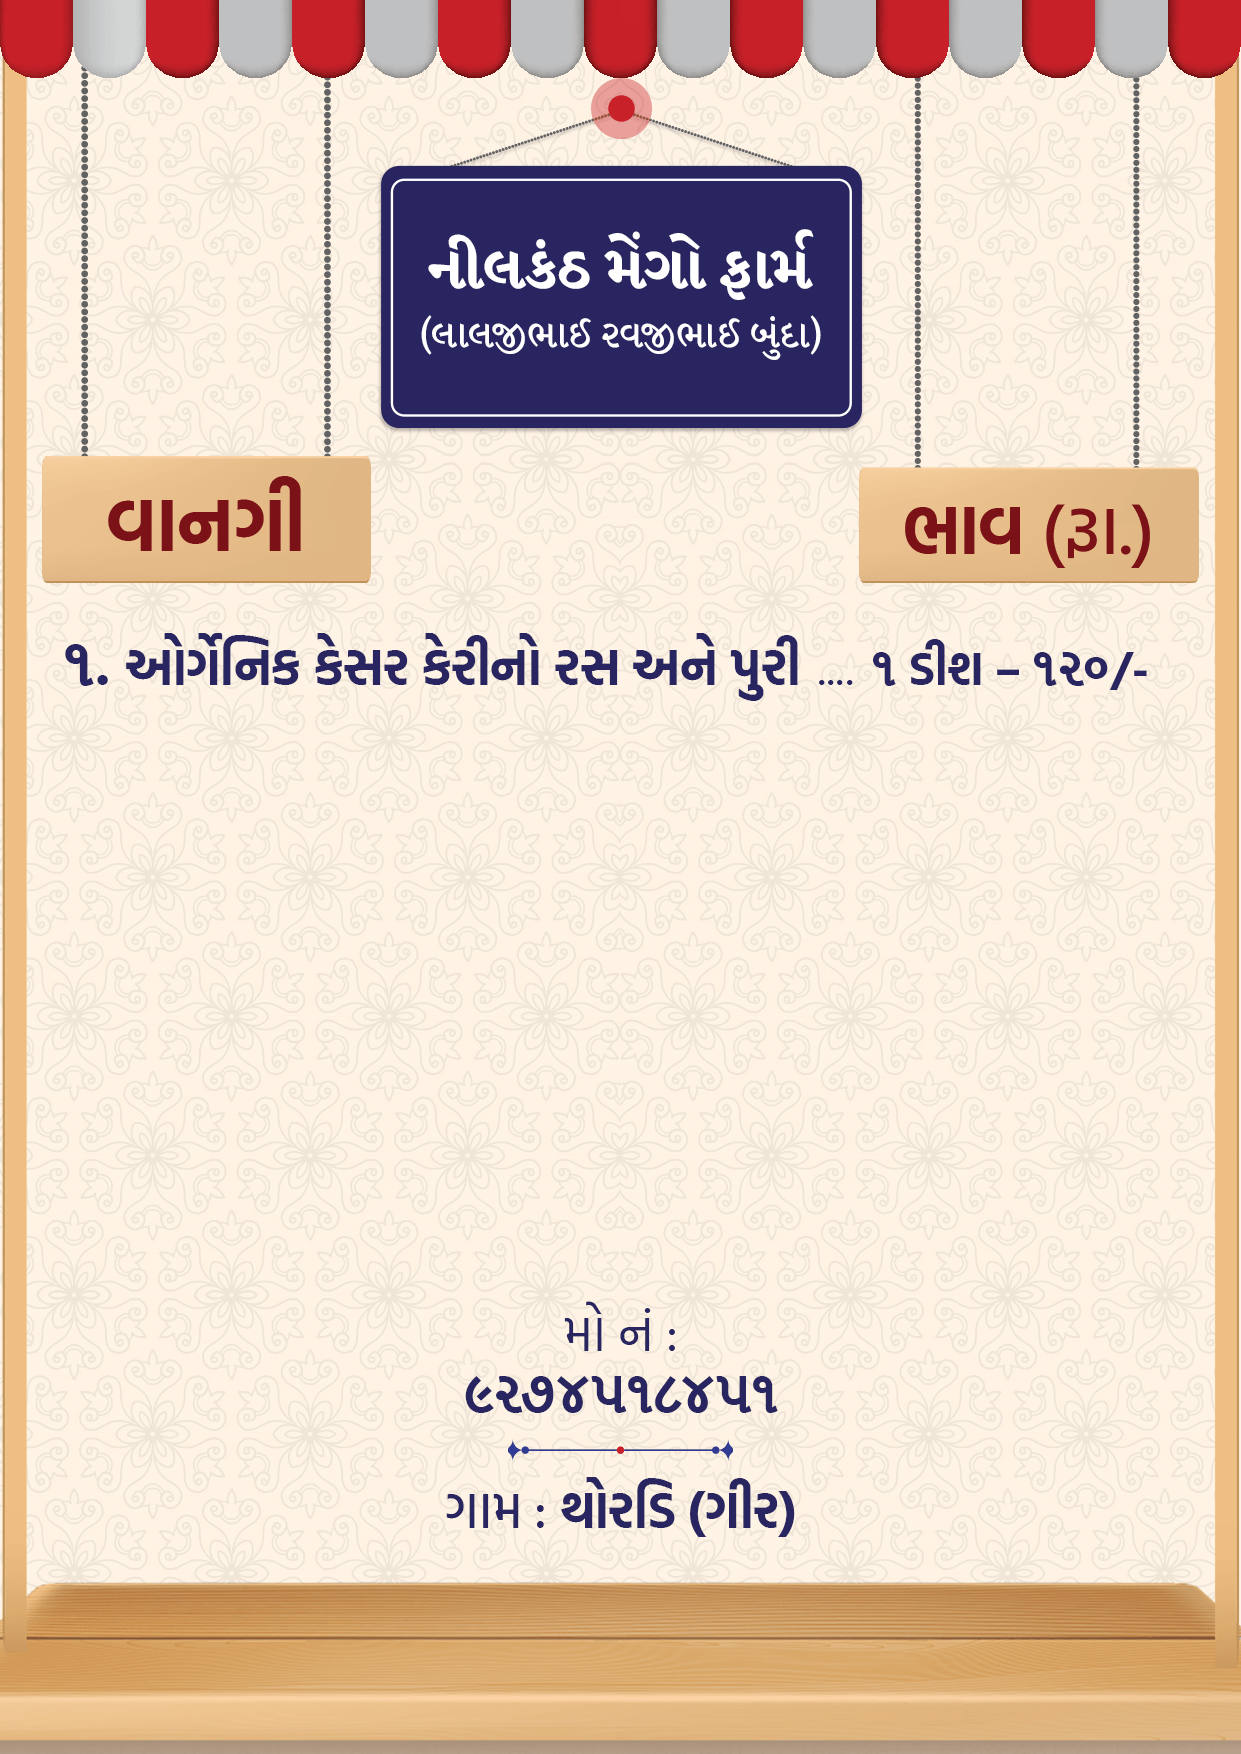 નીલકંઠ મેંગો ફાર્મ
(લાલજીભાઈ રવજીભાઈ બુંદા)
વાનગી
ભાવ (રૂા.)
૧. ઓર્ગેનિક કેસર કેરીનો રસ અને પુરી .... ૧ ડીશ – ૧૨૦/-
મો નં :
૯૨૭૪૫૧૮૪૫૧
ગામ : થોરડિ (ગીર)